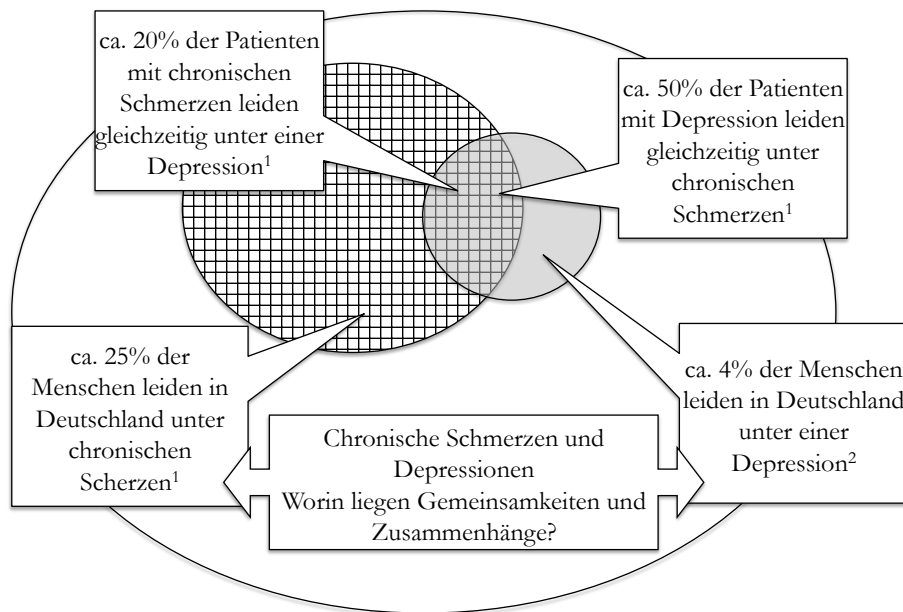 ca. 20% der Patienten
mit chronischen
Schmerzen leiden
gleichzeitig unter einer
Depression¹
ca. 50% der Patienten
mit Depression leiden
gleichzeitig unter
chronischen
Schmerzen¹
ca. 25% der
Menschen leiden in
Deutschland unter
chronischen
Scherzen¹
ca. 4% der Menschen
leiden in Deutschland
unter einer
Depression²
Chronische Schmerzen und
Depressionen
Worin liegen Gemeinsamkeiten und
Zusammenhänge?